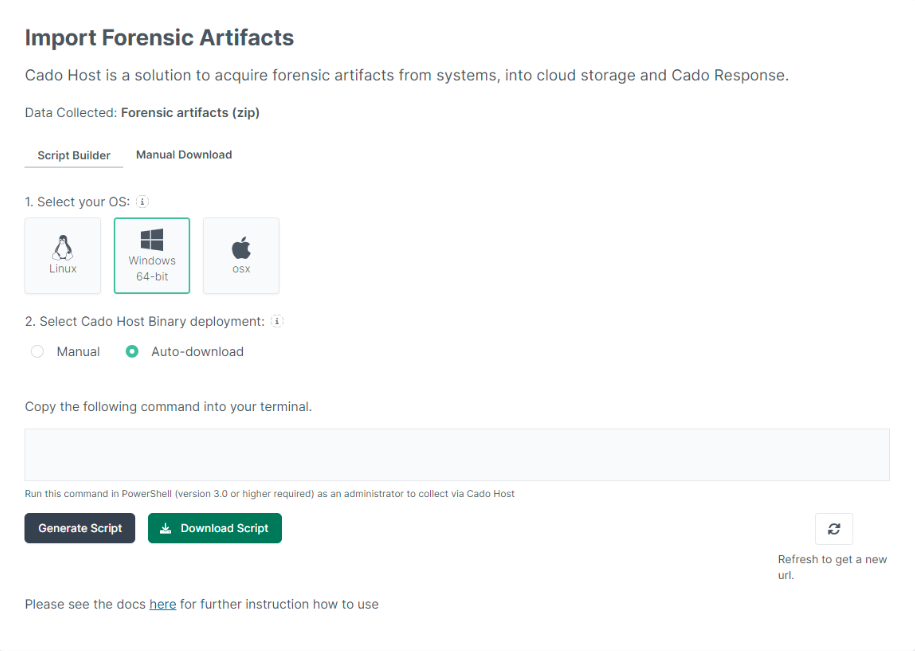 Import Forensic Artifacts
Cado Host is a solution to acquire forensic artifacts from systems, into cloud storage and Cado Response.
Data Collected: Forensic artifacts (zip)
Script Builder
Manual Download
1. Select your OS:
Linux
Windows
64-bit
osx
2. Select Cado Host Binary deployment:
Manual
Auto-download
Copy the following command into your terminal.
Run this command in PowerShell (version 3.0 or higher required) as an administrator to collect via Cado Host
Generate Script
Download Script
Refresh to get a new
url.
Please see the docs here for further instruction how to use